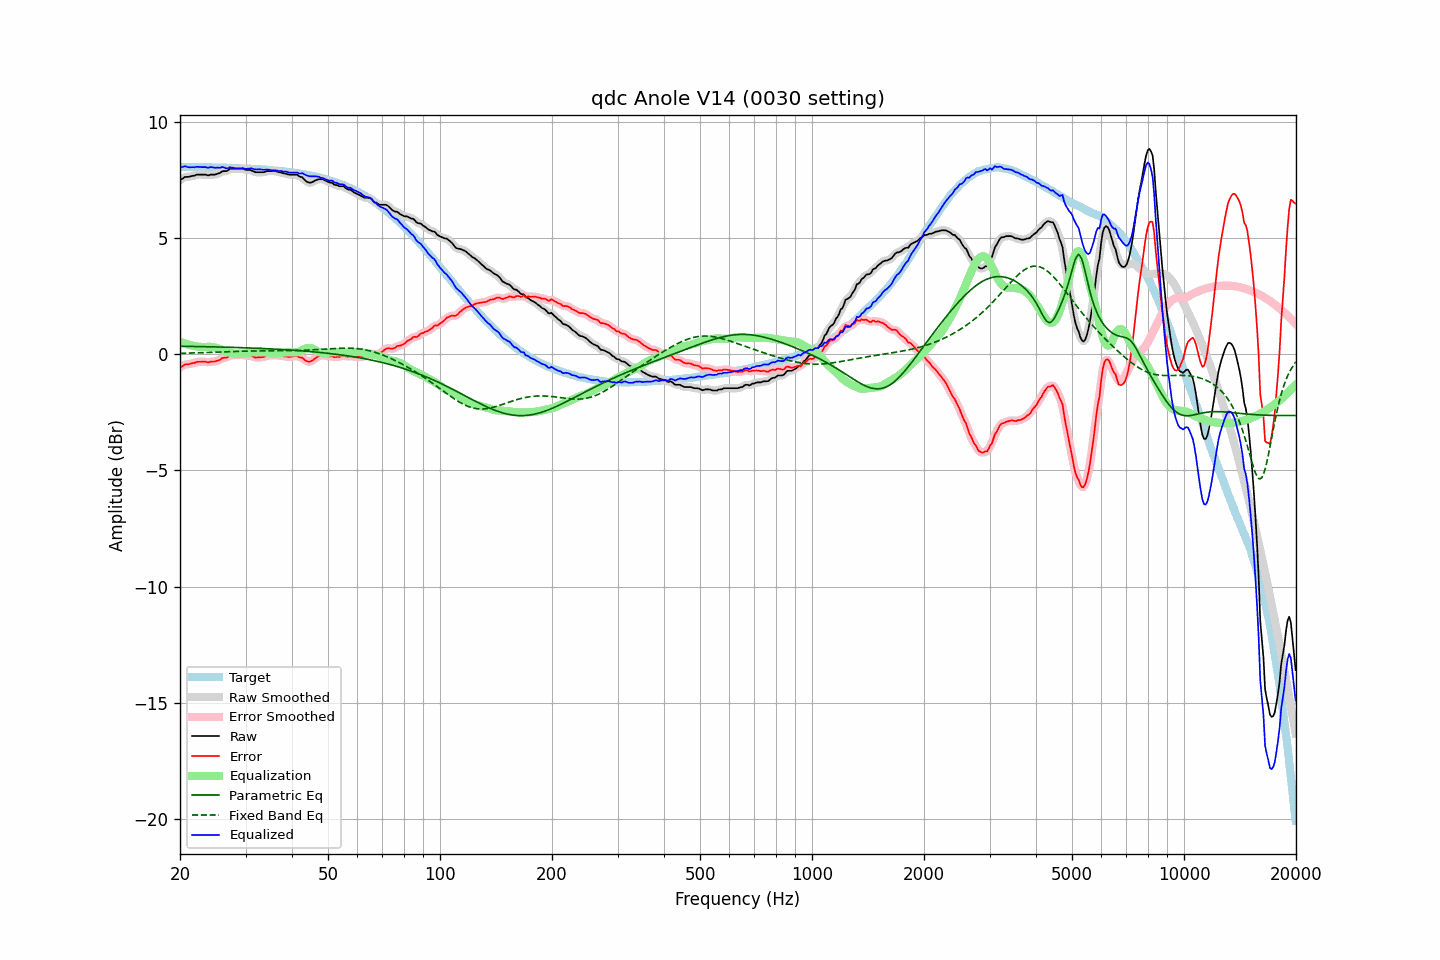 qdc Anole V14 (0030 setting)
10
5
0
−5
−10
−15
−20
Amplitude (dBr)
Target
Raw Smoothed
Error Smoothed
Raw
Error
Equalization
Parametric Eq
Fixed Band Eq
Equalized
20 50 100 200 500 1000 2000 5000 10000 20000
Frequency (Hz)